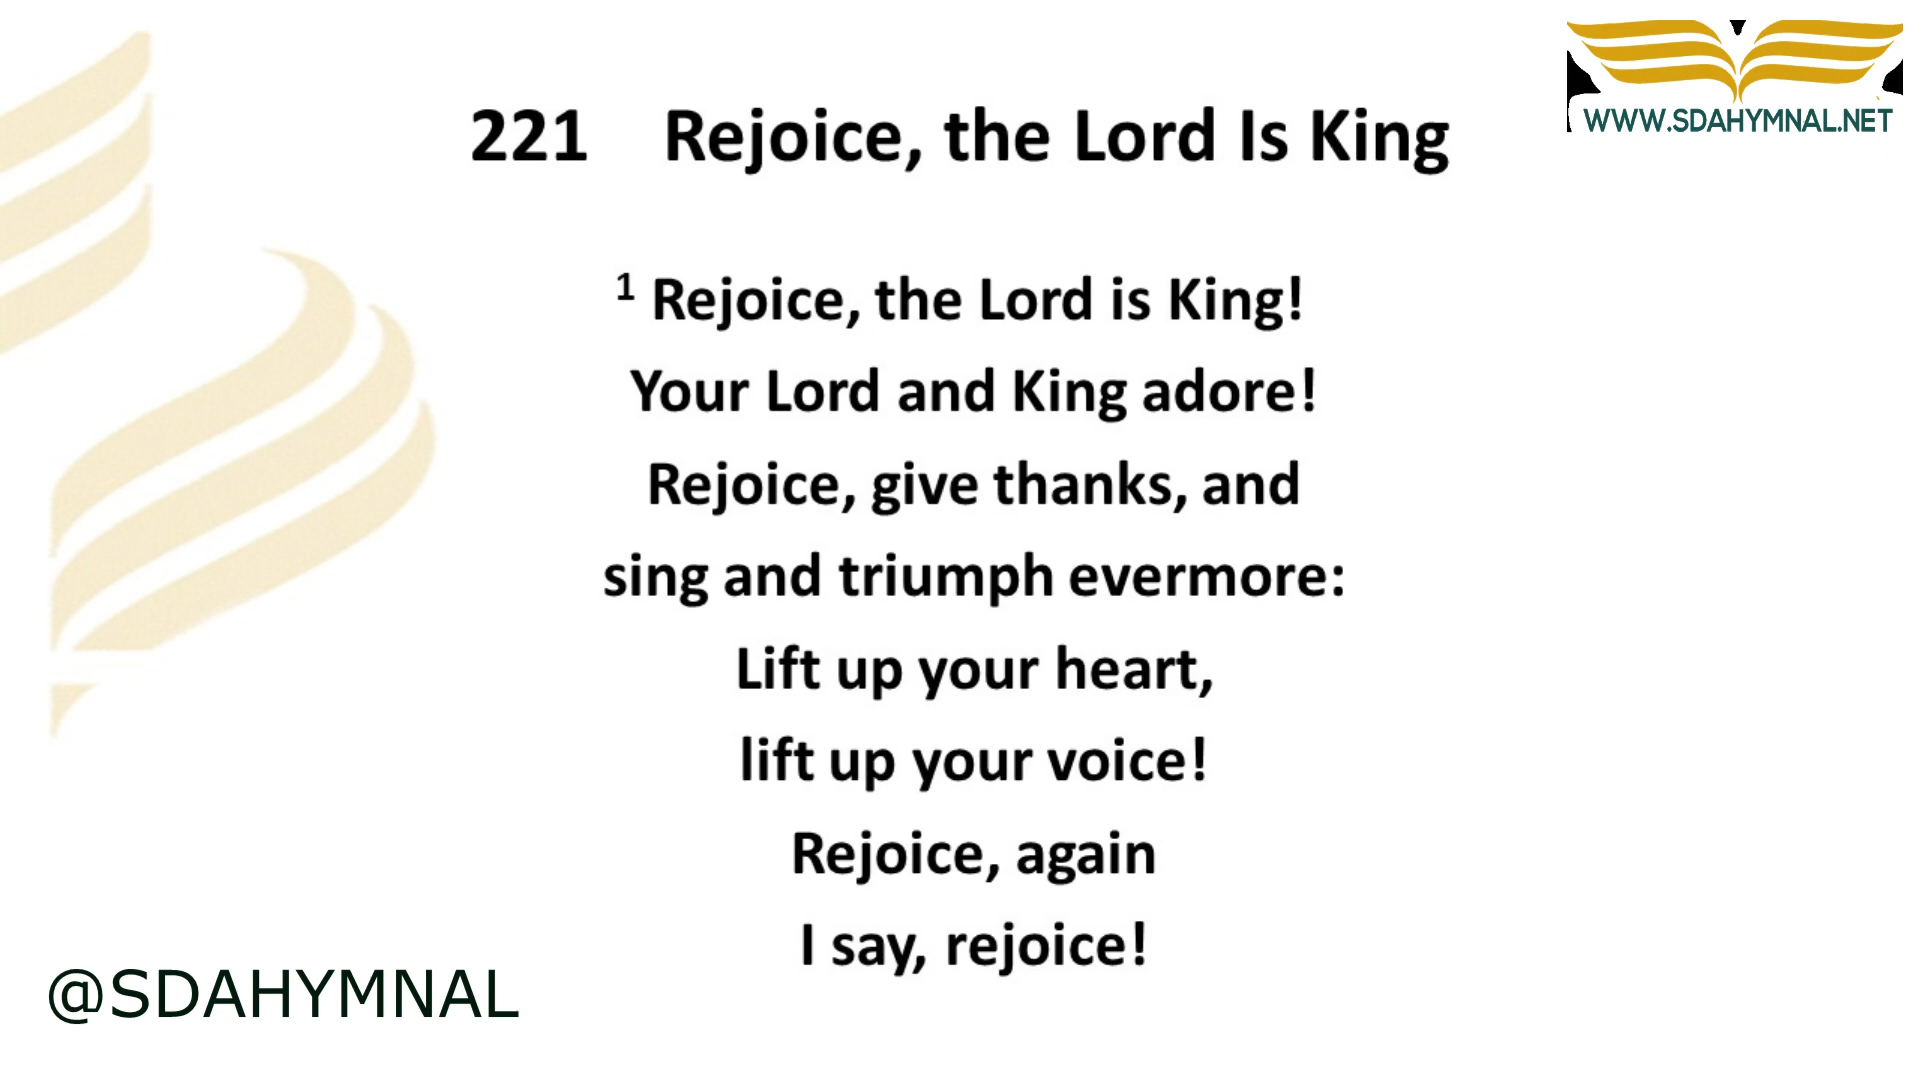 WWW.SDAHYMNAL.NET
221 Rejoice, the Lord Is King
1 Rejoice, the Lord is King!
Your Lord and King adore!
Rejoice, give thanks, and
sing and triumph evermore:
Lift up your heart,
lift up your voice!
Rejoice, again
I say, rejoice!
@SDAHYMNAL